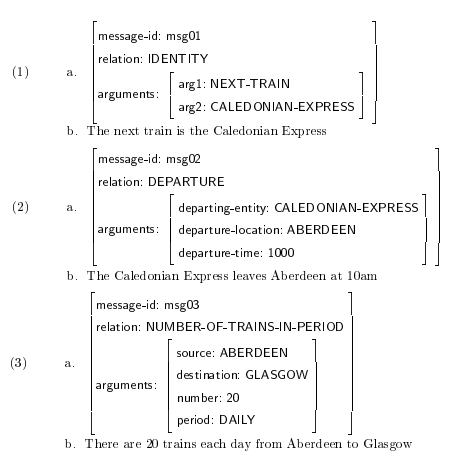 message-id: msg01
relation: IDENTITY
(1) a. arguments: arg1: NEXT-TRAIN
arg2: CALEDONIAN-EXPRESS
b. The next train is the Caledonian Express
message-id: msg02
relation: DEPARTURE
(2) a. departing-entity: CALEDONIAN-EXPRESS
arguments: departure-location: ABERDEEN
departure-time: 1000
b. The Caledonian Express leaves Aberdeen at 10am
message-id: msg03
relation: NUMBER-OF-TRAINS-IN-PERIOD
source: ABERDEEN
(3) a. destination: GLASGOW
arguments: number: 20
period: DAILY
b. There are 20 trains each day from Aberdeen to Glasgow